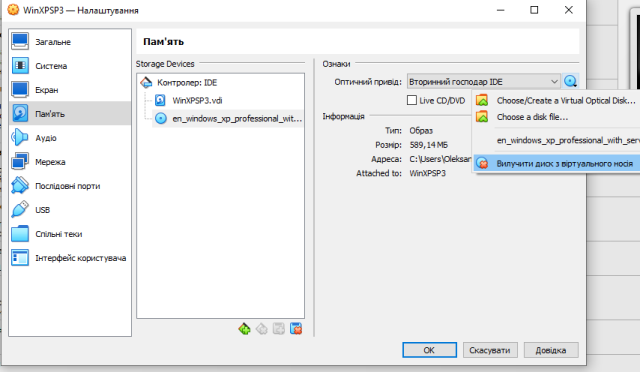 WinXPSP3 — Налаштування
Загальне
Система
Екран
Пам'ять
Аудіо
Мережа
Послідовні порти
USB
Спільні теки
Інтерфейс користувача
Пам'ять
Storage Devices
Контролер: IDE
WinXPSP3.vdi
en_windows_xp_professional_wit...
Ознаки
Оптичний привід: Вторинний господар IDE
Live CD/DVD
Інформація
Тип: Образ
Розмір: 589,14 МБ
Адреса: C:\Users\Oleksan
Attached to: WinXPSP3
Choose/Create a Virtual Optical Disk...
Choose a disk file...
en_windows_xp_professional_with_serv
Вилучити диск з віртуального носія
OK
Скасувати
Довідка